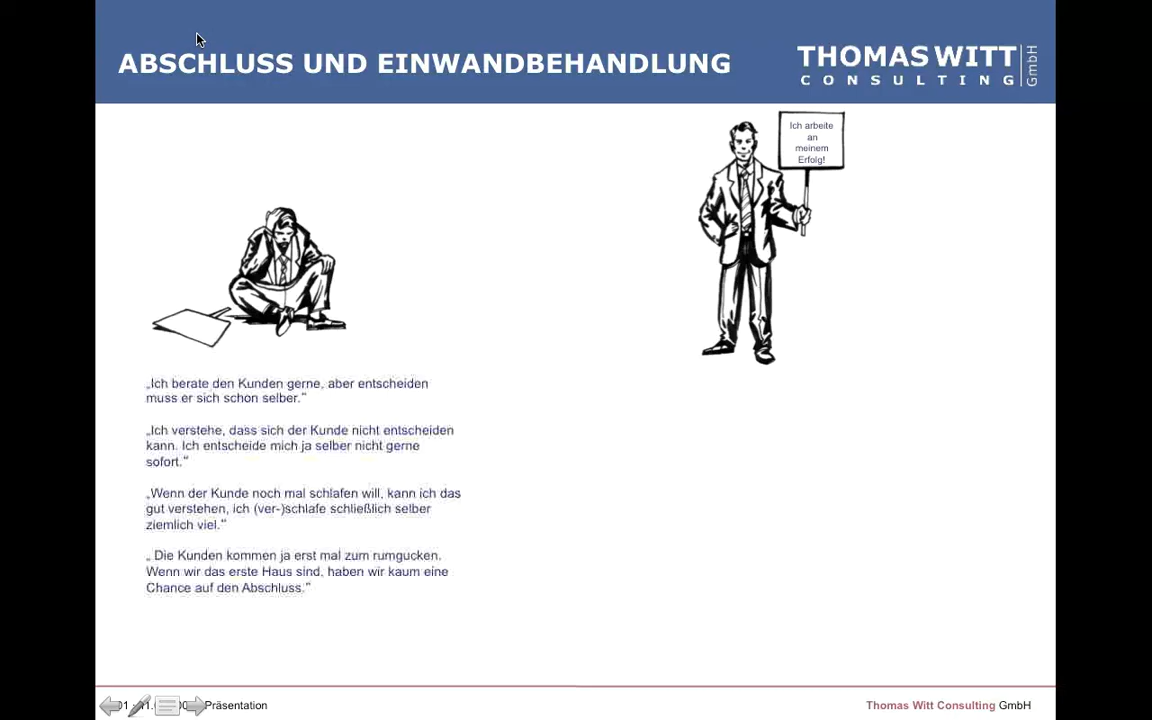 ABSCHLUSS UND EINWANDBEHANDLUNG
THOMAS WITT GmbH
CONSULTING
Ich arbeite
an
meinem
Erfolg!
„Ich berate den Kunden gerne, aber entscheiden
muss er sich schon selber.“
„Ich verstehe, dass sich der Kunde nicht entscheiden
kann. Ich entscheide mich ja selber nicht gerne
sofort.“
„Wenn der Kunde noch mal schlafen will, kann ich das
gut verstehen, ich (ver-)schlafe schließlich selber
ziemlich viel.“
„ Die Kunden kommen ja erst mal zum rumgucken.
Wenn wir das erste Haus sind, haben wir kaum eine
Chance auf den Abschluss.“
Präsentation
Thomas Witt Consulting GmbH